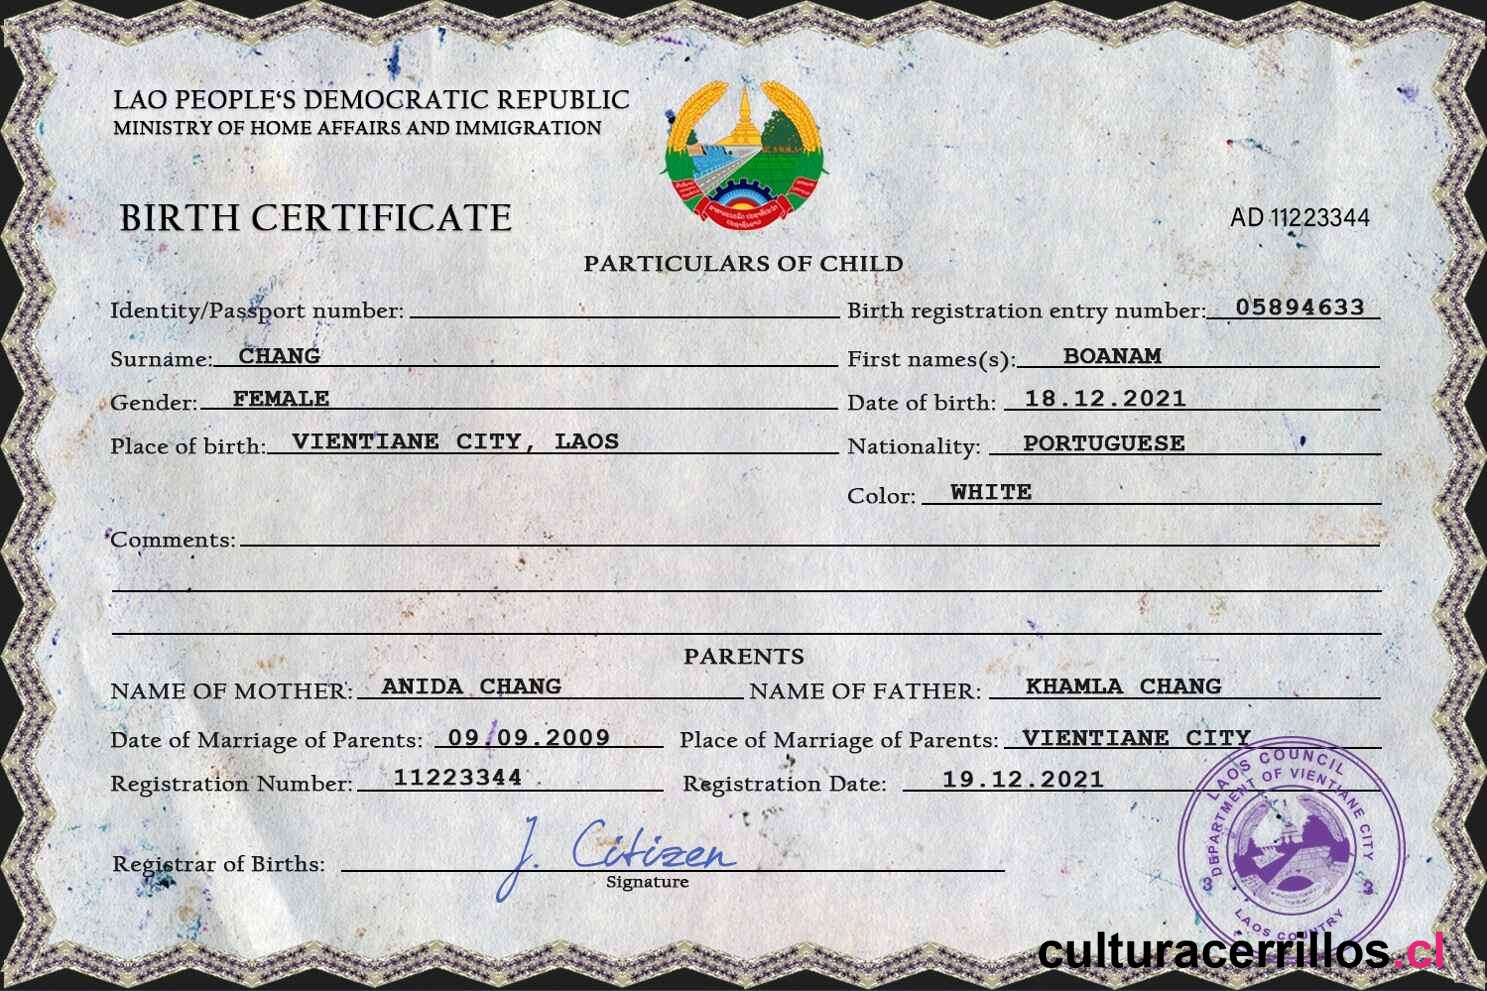 LAO PEOPLE‘S DEMOCRATIC REPUBLIC
MINISTRY OF HOME AFFAIRS AND IMMIGRATION
BIRTH CERTIFICATE
AD 11223344
PARTICULARS OF CHILD
Identity/Passport number:
Birth registration entry number: 05894633
Surname: CHANG
First names(s): BOANAM
Gender: FEMALE
Date of birth: 18.12.2021
Place of birth: VIENTIANE CITY, LAOS
Nationality: PORTUGUESE
Color: WHITE
Comments:
PARENTS
NAME OF MOTHER: ANIDA CHANG
NAME OF FATHER: KHAMLA CHANG
Date of Marriage of Parents: 09.09.2009
Place of Marriage of Parents: VIENTIANE CITY
Registration Number: 11223344
Registration Date: 19.12.2021
Registrar of Births: J. Citizen
Signature
LAOS COUNCIL
DEPARTMENT OF VIENTIANE CITY
LAOS COUNTRY
3 3
culturacerrillos.cl